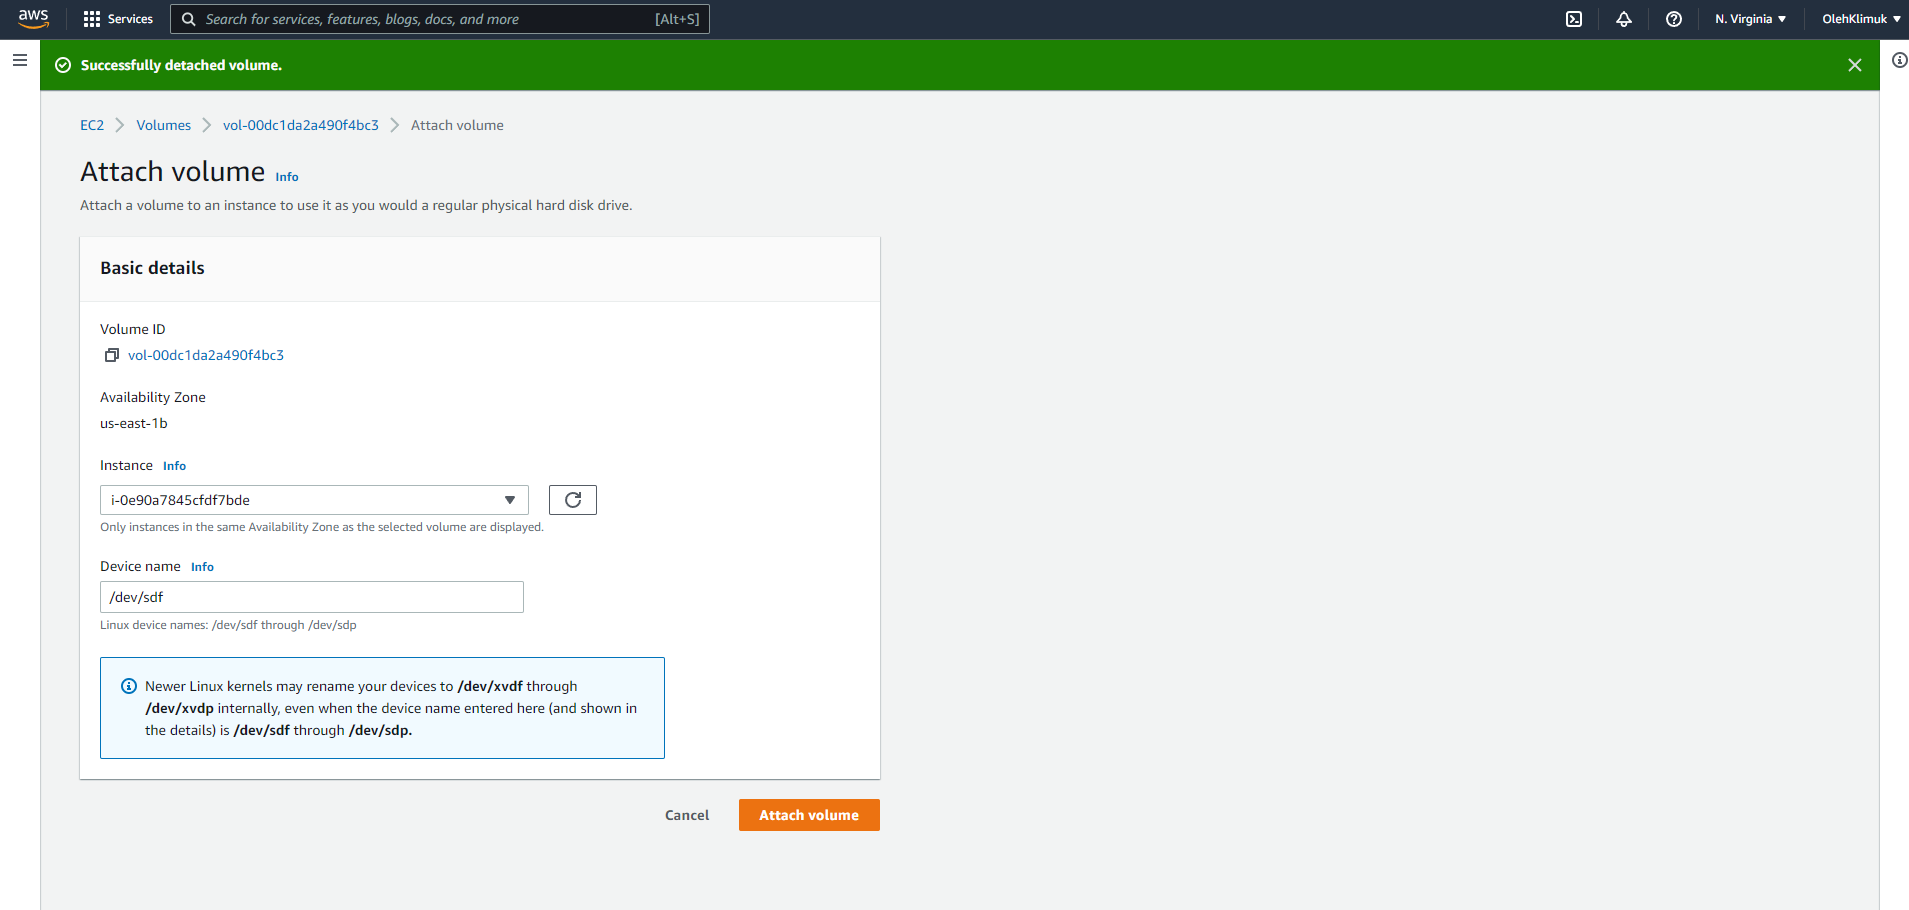 aws
Services
Search for services, features, blogs, docs, and more
[Alt+S]
N. Virginia
OlehKlimuk
Successfully detached volume.
EC2
Volumes
vol-00dc1da2a490f4bc3
Attach volume
Attach volume
Info
Attach a volume to an instance to use it as you would a regular physical hard disk drive.
Basic details
Volume ID
vol-00dc1da2a490f4bc3
Availability Zone
us-east-1b
Instance
Info
i-0e90a7845cfdf7bde
Only instances in the same Availability Zone as the selected volume are displayed.
Device name
Info
/dev/sdf
Linux device names: /dev/sdf through /dev/sdp
Newer Linux kernels may rename your devices to /dev/xvdf through
/dev/xvdp internally, even when the device name entered here (and shown in
the details) is /dev/sdf through /dev/sdp.
Cancel
Attach volume